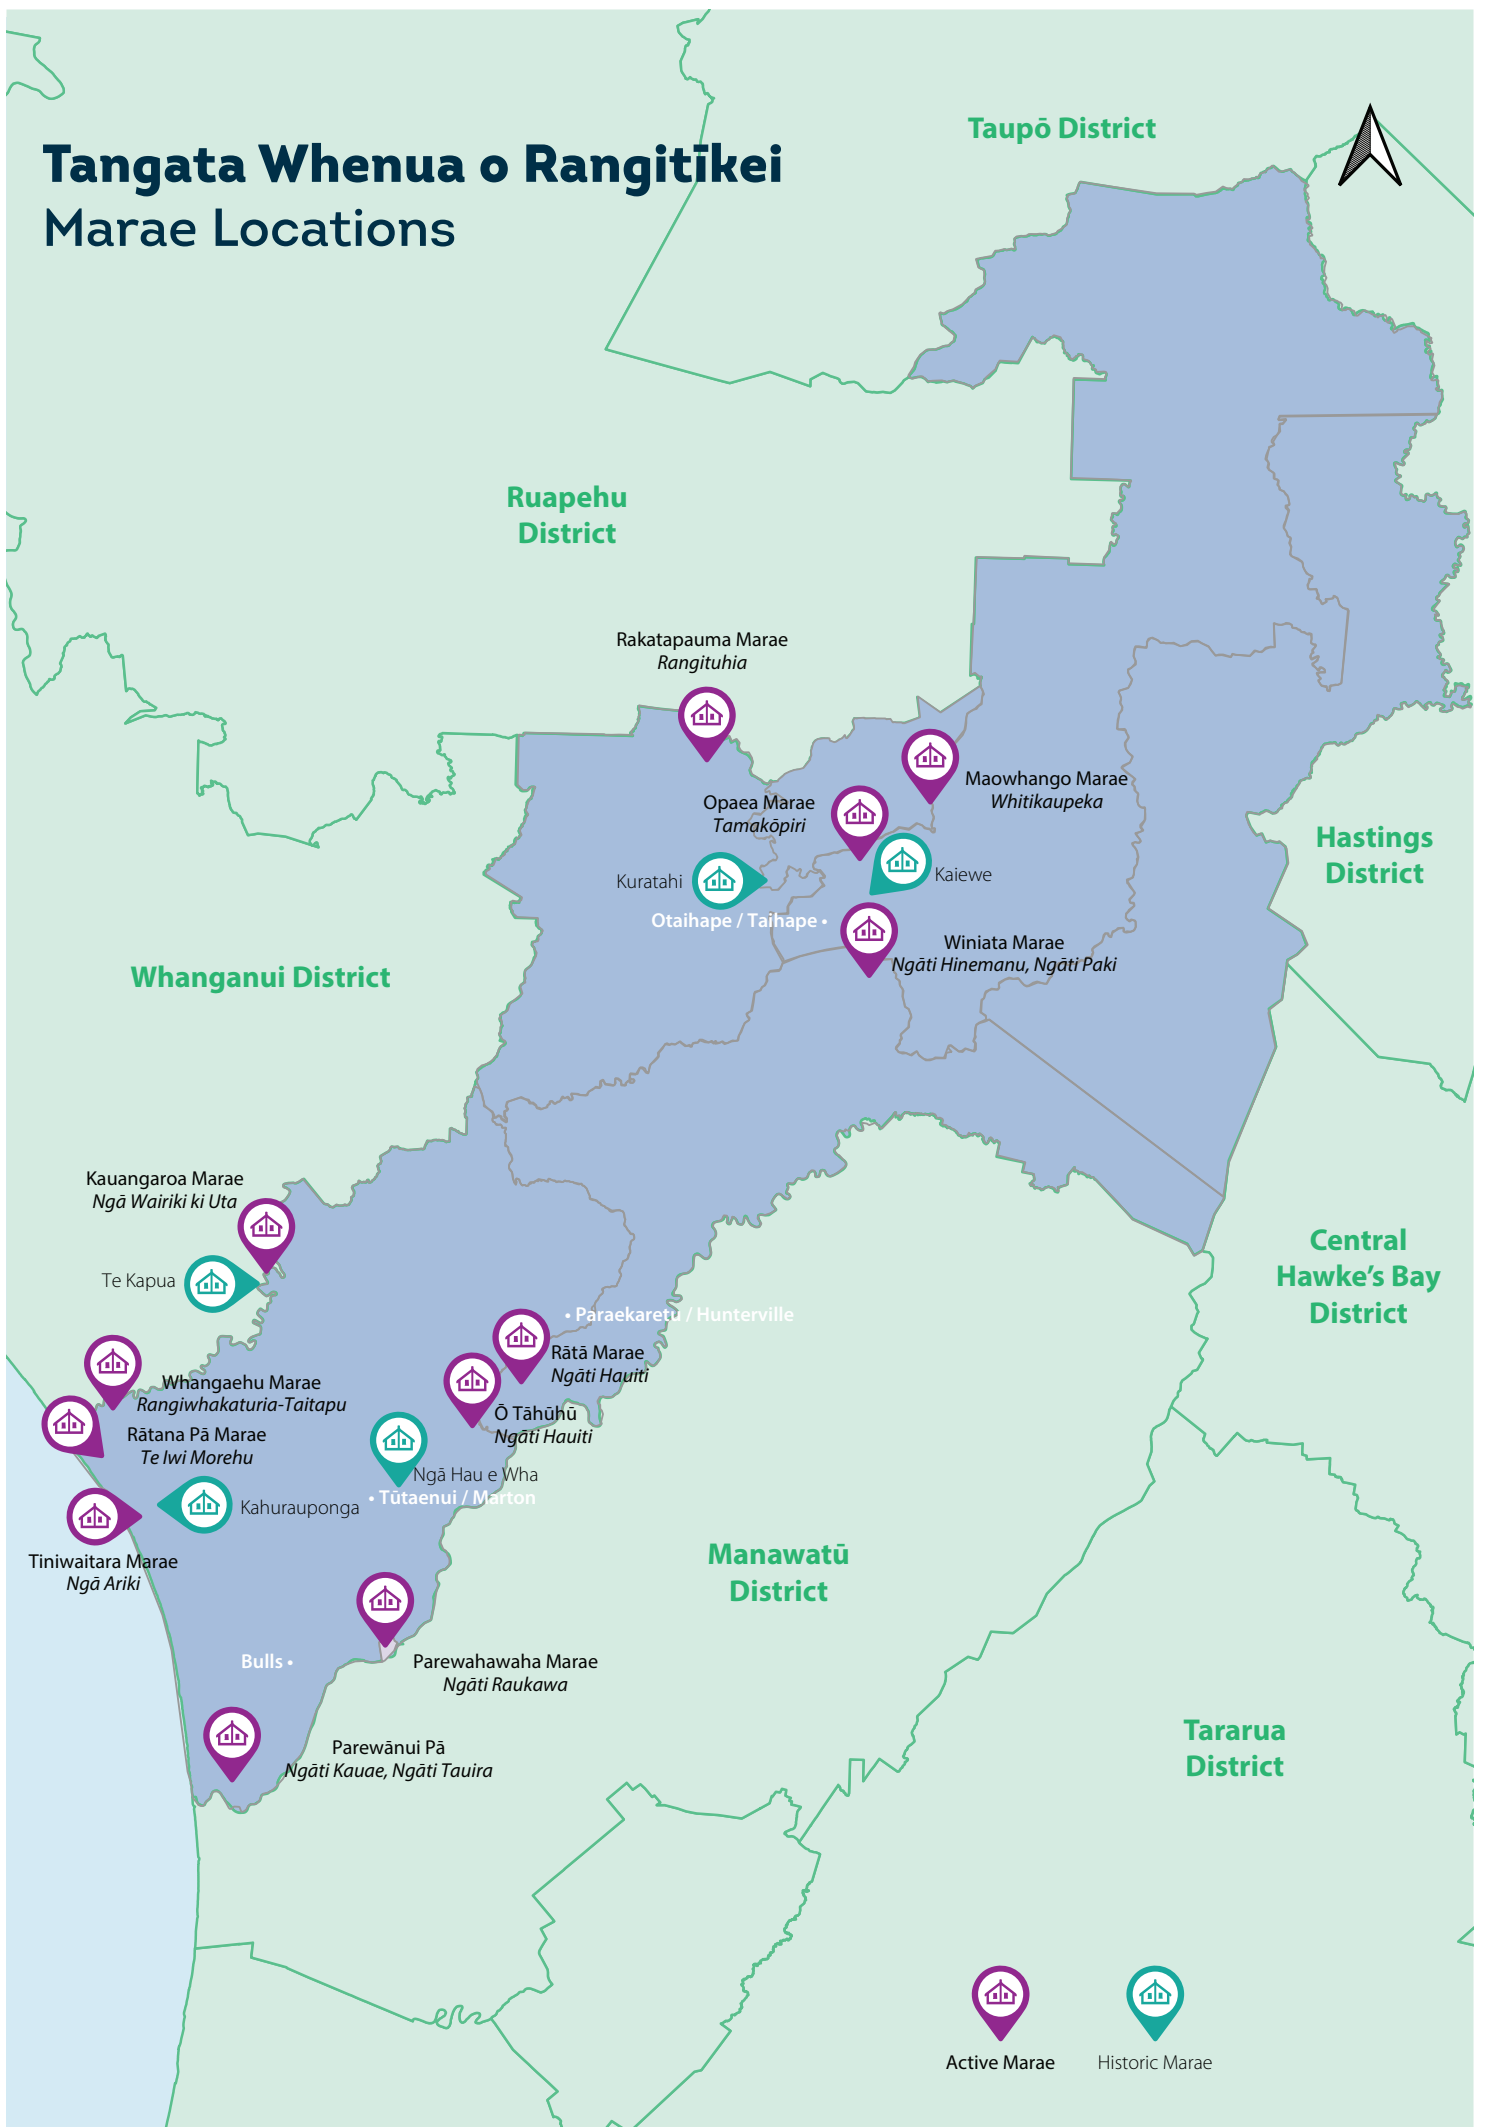 Tangata Whenua o Rangitīkei
Marae Locations
Taupō District
Ruapehu
District
Rakatapauma Marae
Rangituhia
Maowhango Marae
Whitikaupeka
Opaea Marae
Tamakōpiri
Hastings
District
Kuratahi
Kaiewe
Otaihape / Taihape •
Winiata Marae
Ngāti Hinemanu, Ngāti Paki
Whanganui District
Kauangaroa Marae
Ngā Wairiki ki Uta
Te Kapua
Central
Hawke's Bay
District
• Paraekaretu / Hunterville
Rātā Marae
Ngāti Hauiti
Whangaehu Marae
Rangiwhakaturia-Taitapu
Ō Tāhūhū
Ngāti Hauiti
Rātana Pā Marae
Te Iwi Morehu
Ngā Hau e Wha
• Tūtaenui / Marton
Kahurauponga
Tiniwaitara Marae
Ngā Ariki
Manawatū
District
Bulls •
Parewahawaha Marae
Ngāti Raukawa
Parewānui Pā
Ngāti Kauae, Ngāti Tauira
Tararua
District
Active Marae
Historic Marae